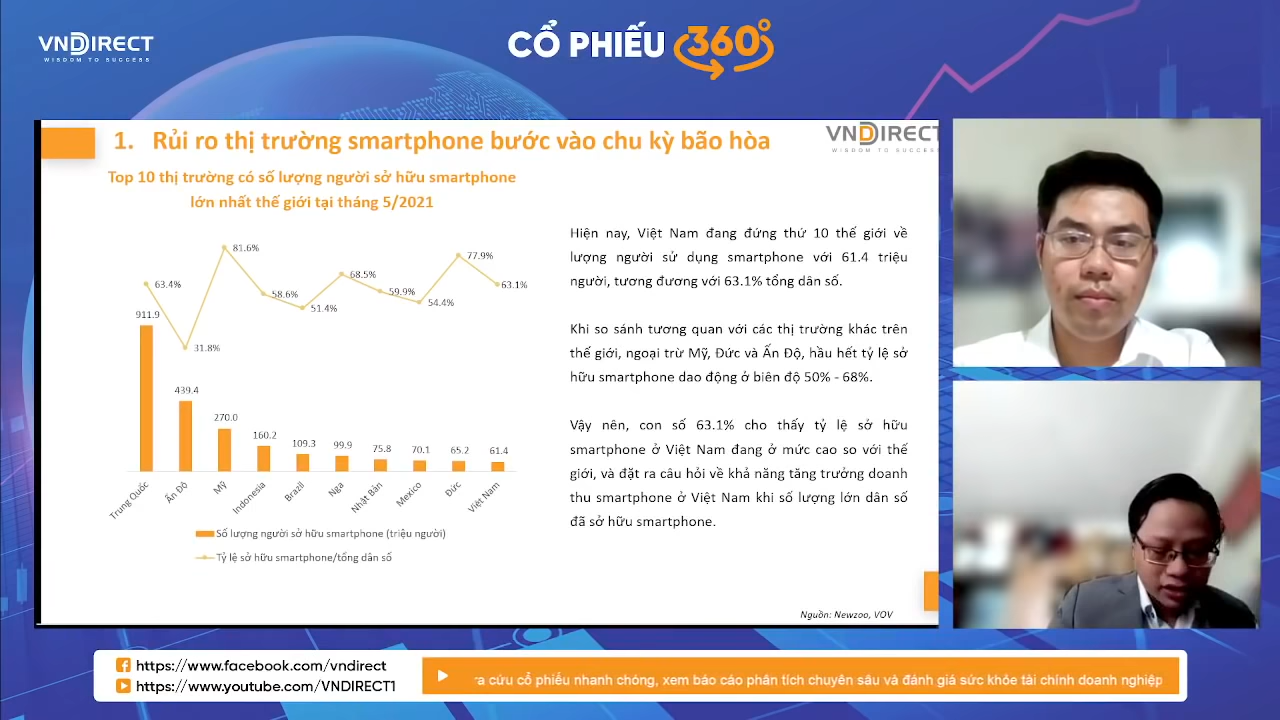 VNDIRECT
WISDOM TO SUCCESS
CỔ PHIẾU 360°
1. Rủi ro thị trường smartphone bước vào chu kỳ bão hòa
VNDIRECT
WISDOM TO SUCCESS
Top 10 thị trường có số lượng người sở hữu smartphone
lớn nhất thế giới tại tháng 5/2021
63.4%
31.8%
81.6%
58.6%
51.4%
68.5%
59.9%
54.4%
77.9%
63.1%
911.9
439.4
270.0
160.2
109.3
99.9
75.8
70.1
65.2
61.4
Trung Quốc
Ấn Độ
Mỹ
Indonesia
Brazil
Nga
Nhật Bản
Mexico
Đức
Việt Nam
Số lượng người sở hữu smartphone (triệu người)
Tỷ lệ sở hữu smartphone/tổng dân số
Hiện nay, Việt Nam đang đứng thứ 10 thế giới về
lượng người sử dụng smartphone với 61.4 triệu
người, tương đương với 63.1% tổng dân số.
Khi so sánh tương quan với các thị trường khác trên
thế giới, ngoại trừ Mỹ, Đức và Ấn Độ, hầu hết tỷ lệ sở
hữu smartphone dao động ở biên độ 50% - 68%.
Vậy nên, con số 63.1% cho thấy tỷ lệ sở hữu
smartphone ở Việt Nam đang ở mức cao so với thế
giới, và đặt ra câu hỏi về khả năng tăng trưởng doanh
thu smartphone ở Việt Nam khi số lượng lớn dân số
đã sở hữu smartphone.
Nguồn: Newzoo, VOV
https://www.facebook.com/vndirect
https://www.youtube.com/VNDIRECT1
ra cứu cổ phiếu nhanh chóng, xem báo cáo phân tích chuyên sâu và đánh giá sức khỏe tài chính doanh nghiệp